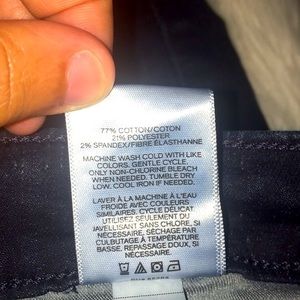 77% COTTON/COTON
21% POLYESTER
2% SPANDEX/FIBRE ÉLASTHANNE
MACHINE WASH COLD WITH LIKE
COLORS. GENTLE CYCLE.
ONLY NON-CHLORINE BLEACH
WHEN NEEDED. TUMBLE DRY
LOW. COOL IRON IF NEEDED.
LAVER À LA MACHINE À L'EAU
FROIDE AVEC COULEURS
SIMILAIRES. CYCLE DÉLICAT.
UTILISEZ SEULEMENT DU
JAVELLISANT SANS CHLORE, SI
NÉCESSAIRE. SÉCHAGE PAR
CULBUTAGE À TEMPÉRATURE
BASSE. REPASSAGE DOUX, SI
NÉCESSAIRE.